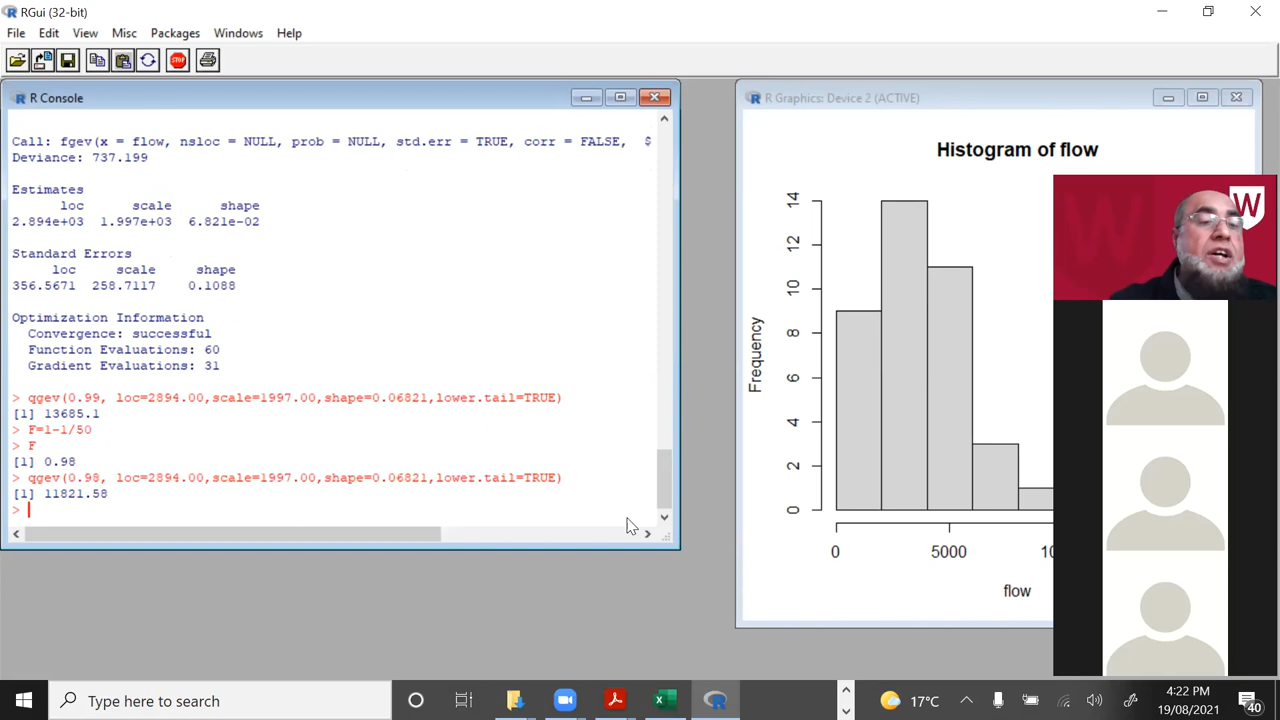 RGui (32-bit)
File Edit View Misc Packages Windows Help
STOP
R Console
Call: fgev(x = flow, nsloc = NULL, prob = NULL, std.err = TRUE, corr = FALSE, $
Deviance: 737.199
Estimates
loc scale shape
2.894e+03 1.997e+03 6.821e-02
Standard Errors
loc scale shape
356.5671 258.7117 0.1088
Optimization Information
Convergence: successful
Function Evaluations: 60
Gradient Evaluations: 31
> qgev(0.99, loc=2894.00,scale=1997.00,shape=0.06821,lower.tail=TRUE)
[1] 13685.1
> F=1-1/50
> F
[1] 0.98
> qgev(0.98, loc=2894.00,scale=1997.00,shape=0.06821,lower.tail=TRUE)
[1] 11821.58
>
R Graphics: Device 2 (ACTIVE)
Histogram of flow
Frequency
14
12
10
8
6
4
2
0
0 5000 10
flow
W
W
Type here to search
17°C
4:22 PM
19/08/2021
40